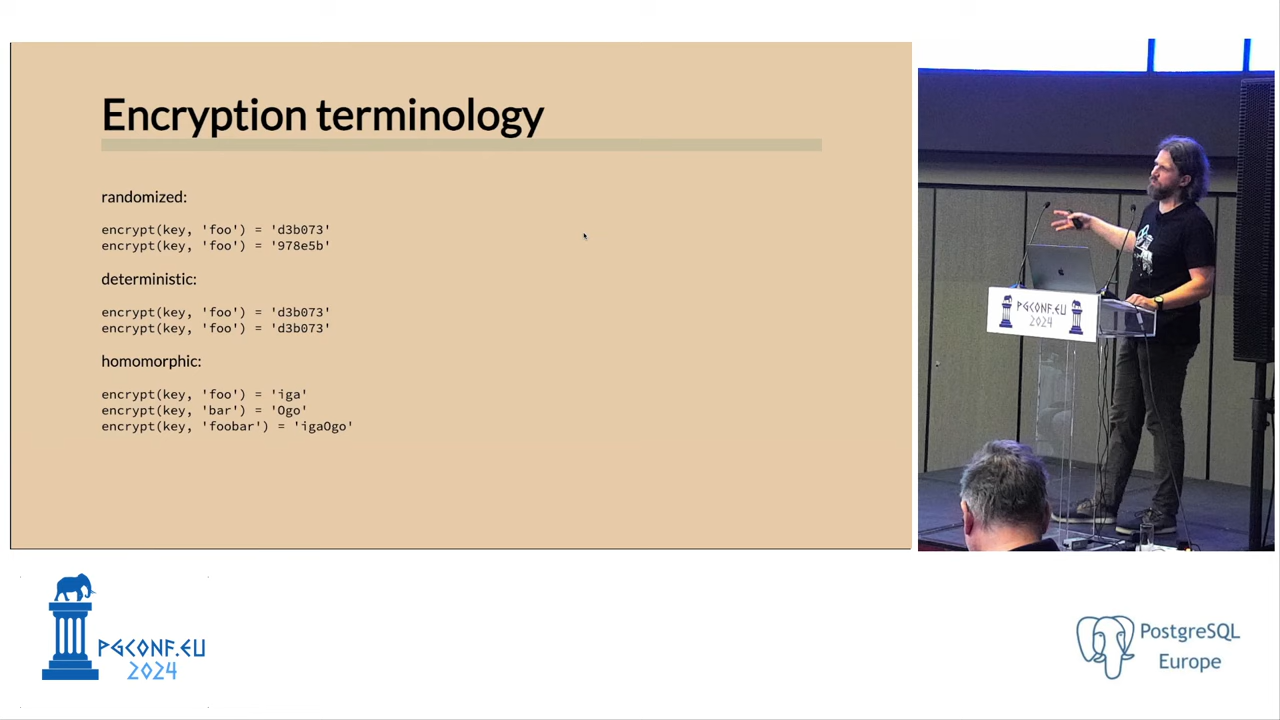 Encryption terminology
randomized:
encrypt(key, 'foo') = 'd3b073'
encrypt(key, 'foo') = '978e5b'
deterministic:
encrypt(key, 'foo') = 'd3b073'
encrypt(key, 'foo') = 'd3b073'
homomorphic:
encrypt(key, 'foo') = 'iga'
encrypt(key, 'bar') = 'Ogo'
encrypt(key, 'foobar') = 'igaOgo'
PGCONF.EU
2024
PGCONF.EU
2024
PostgreSQL
Europe